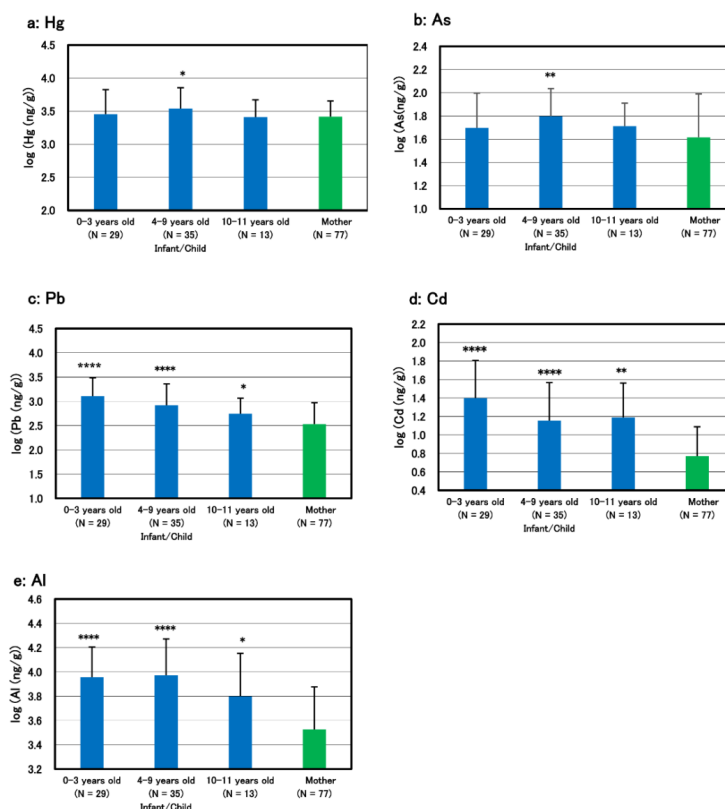 a: Hg
log (Hg (ng/g))
4.5
4.0
3.5
3.0
2.5
2.0
*
0-3 years old 4-9 years old 10-11 years old Mother
(N = 29) (N = 35) (N = 13) (N = 77)
Infant/Child
b: As
log (As(ng/g))
2.4
2.2
2.0
1.8
1.6
1.4
1.2
1.0
**
0-3 years old 4-9 years old 10-11 years old Mother
(N = 29) (N = 35) (N = 13) (N = 77)
Infant/Child
c: Pb
log (Pb (ng/g))
4.5
4.0
3.5
3.0
2.5
2.0
1.5
1.0
**** **** *
0-3 years old 4-9 years old 10-11 years old Mother
(N = 29) (N = 35) (N = 13) (N = 77)
Infant/Child
d: Cd
log (Cd (ng/g))
2.2
2.0
1.8
1.6
1.4
1.2
1.0
0.8
0.6
0.4
**** **** **
0-3 years old 4-9 years old 10-11 years old Mother
(N = 29) (N = 35) (N = 13) (N = 77)
Infant/Child
e: Al
log (Al (ng/g))
4.6
4.4
4.2
4.0
3.8
3.6
3.4
3.2
**** **** *
0-3 years old 4-9 years old 10-11 years old Mother
(N = 29) (N = 35) (N = 13) (N = 77)
Infant/Child